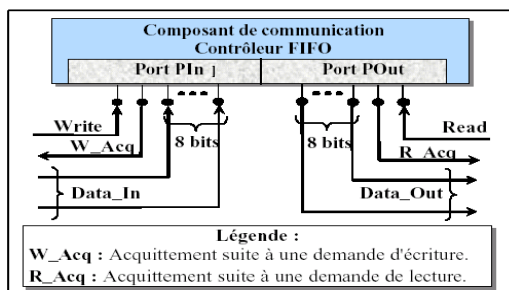 Composant de communication
Contrôleur FIFO
Port PIn ]
Port POut
Write
W_Acq
8 bits
8 bits
Read
R_Acq
Data_In
Data_Out
Légende :
W_Acq : Acquittement suite à une demande d'écriture.
R_Acq : Acquittement suite à une demande de lecture.